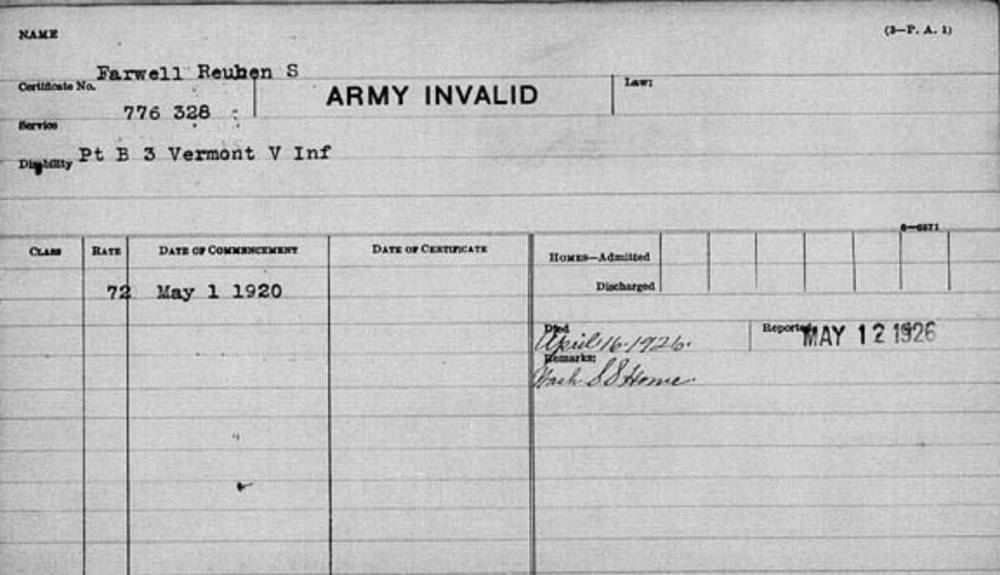 NAME
(3—P. A. 1)
Farwell Reuben S
Certificate No.
ARMY INVALID
Law:
776 328
Service
Pt B 3 Vermont V Inf
Disability
6—6571
CLASS RATE DATE OF COMMENCEMENT DATE OF CERTIFICATE
HOMES—Admitted
Discharged
72 May 1 1920
Died
Reported
MAY 12 1926
April 16-1926.
Remarks:
Wash S S Home.